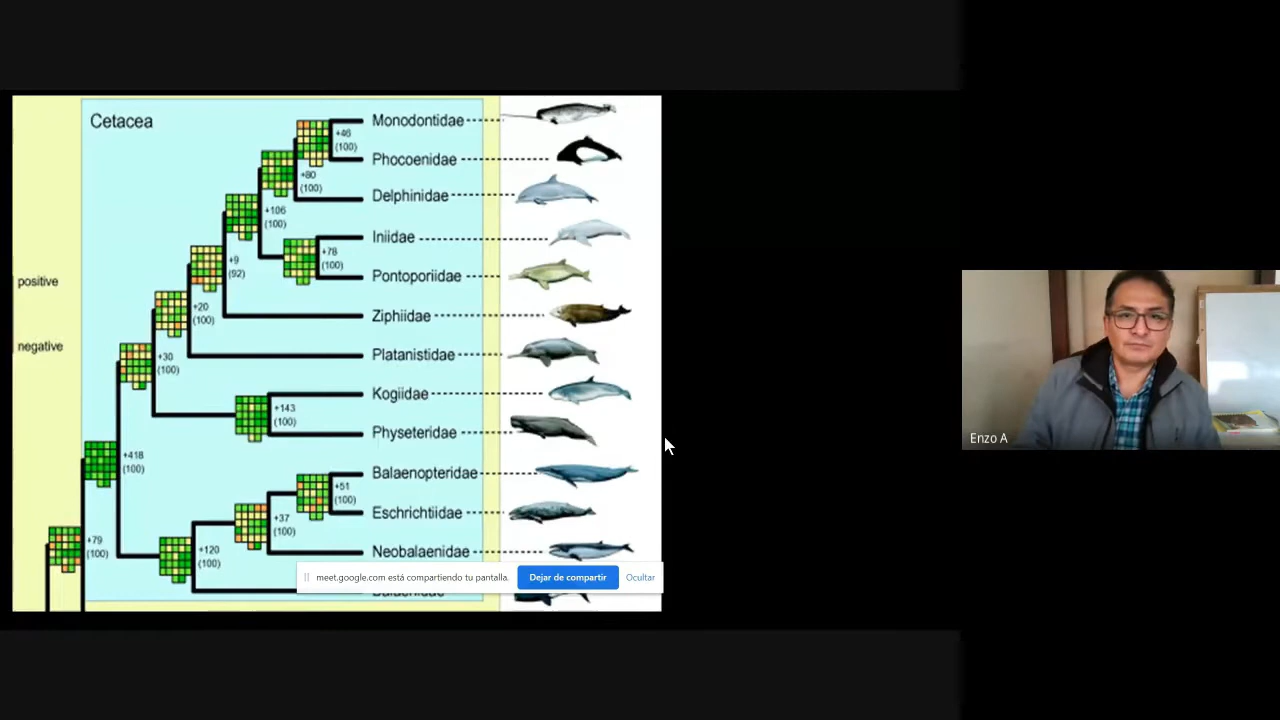 Cetacea
Monodontidae
+46
(100)
Phocoenidae
+80
(100)
Delphinidae
+106
(100)
Iniidae
+78
(100)
+9
(92)
Pontoporiidae
positive
+20
(100)
Ziphiidae
negative
+30
(100)
Platanistidae
Kogiidae
+143
(100)
Physeteridae
+418
(100)
Balaenopteridae
+51
(100)
Eschrichtiidae
+37
(100)
+79
(100)
+120
(100)
Neobalaenidae
meet.google.com está compartiendo tu pantalla. Dejar de compartir Ocultar
Balaenidae
Enzo A